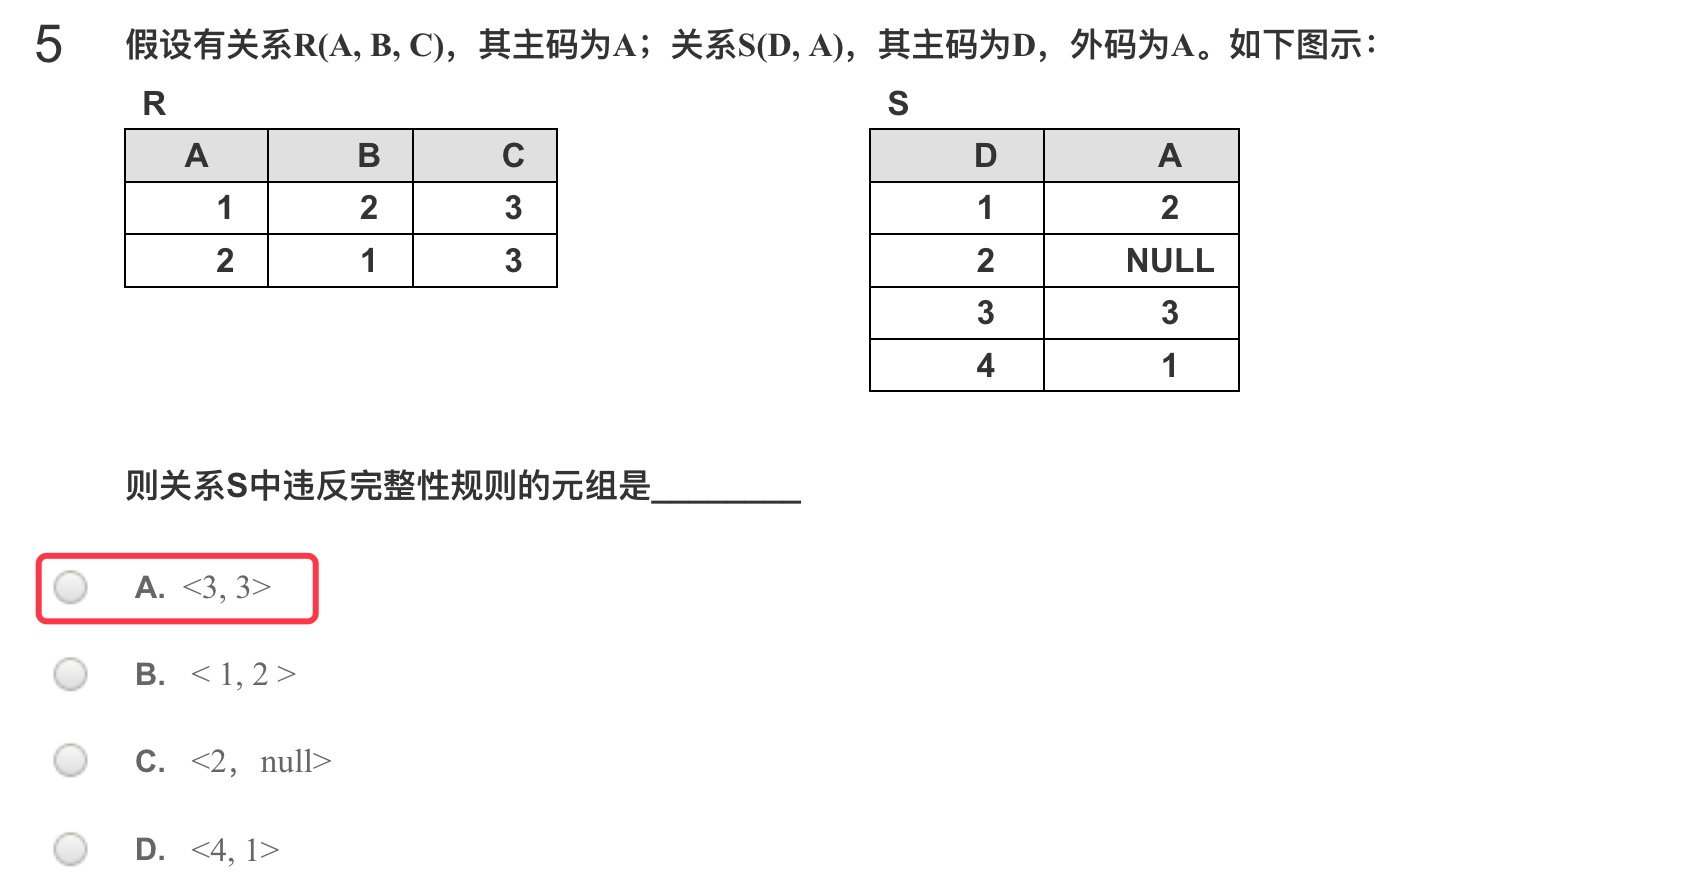 5 假设有关系R(A, B, C)，其主码为A；关系S(D, A)，其主码为D，外码为A。如下图示：
R S
A B C D A
1 2 3 1 2
2 1 3 2 NULL
3 3
4 1
则关系S中违反完整性规则的元组是________
A. <3, 3>
B. < 1, 2 >
C. <2，null>
D. <4, 1>